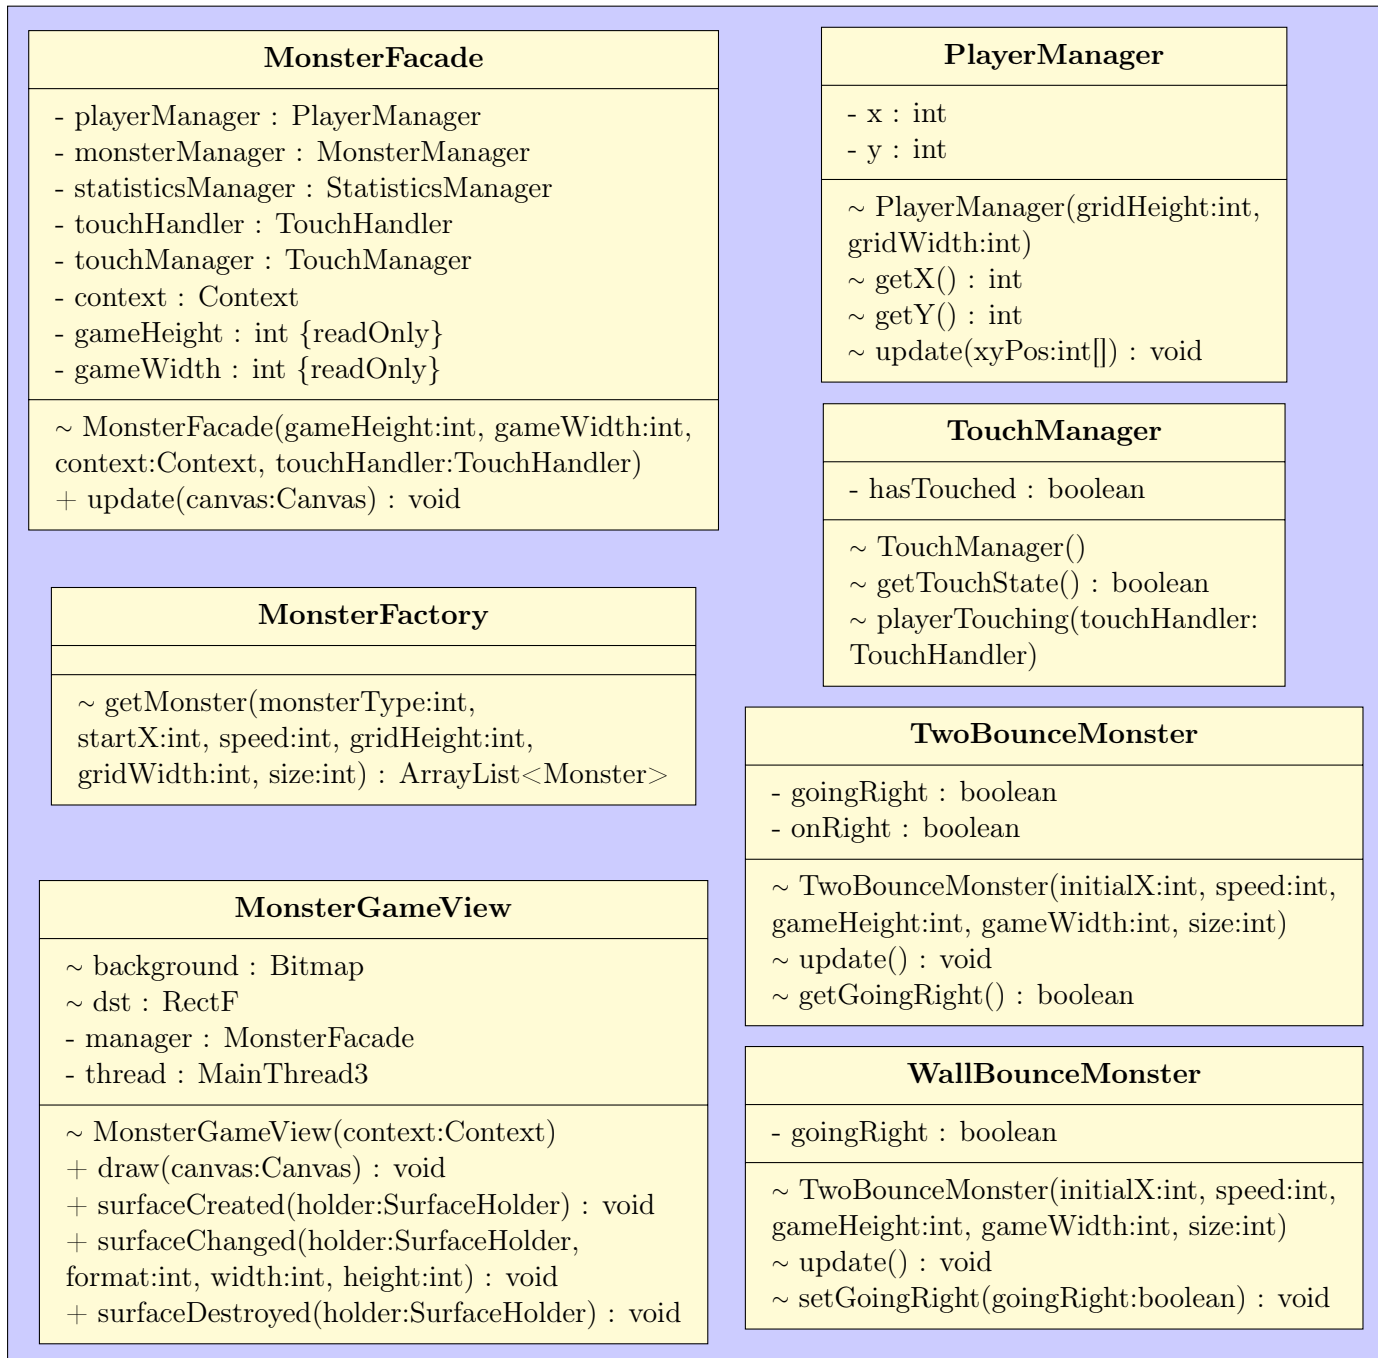 MonsterFacade
- playerManager : PlayerManager
- monsterManager : MonsterManager
- statisticsManager : StatisticsManager
- touchHandler : TouchHandler
- touchManager : TouchManager
- context : Context
- gameHeight : int {readOnly}
- gameWidth : int {readOnly}
~ MonsterFacade(gameHeight:int, gameWidth:int,
context:Context, touchHandler:TouchHandler)
+ update(canvas:Canvas) : void
MonsterFactory
~ getMonster(monsterType:int,
startX:int, speed:int, gridHeight:int,
gridWidth:int, size:int) : ArrayList<Monster>
MonsterGameView
~ background : Bitmap
~ dst : RectF
- manager : MonsterFacade
- thread : MainThread3
~ MonsterGameView(context:Context)
+ draw(canvas:Canvas) : void
+ surfaceCreated(holder:SurfaceHolder) : void
+ surfaceChanged(holder:SurfaceHolder,
format:int, width:int, height:int) : void
+ surfaceDestroyed(holder:SurfaceHolder) : void
PlayerManager
- x : int
- y : int
~ PlayerManager(gridHeight:int,
gridWidth:int)
~ getX() : int
~ getY() : int
~ update(xyPos:int[]) : void
TouchManager
- hasTouched : boolean
~ TouchManager()
~ getTouchState() : boolean
~ playerTouching(touchHandler:
TouchHandler)
TwoBounceMonster
- goingRight : boolean
- onRight : boolean
~ TwoBounceMonster(initialX:int, speed:int,
gameHeight:int, gameWidth:int, size:int)
~ update() : void
~ getGoingRight() : boolean
WallBounceMonster
- goingRight : boolean
~ TwoBounceMonster(initialX:int, speed:int,
gameHeight:int, gameWidth:int, size:int)
~ update() : void
~ setGoingRight(goingRight:boolean) : void